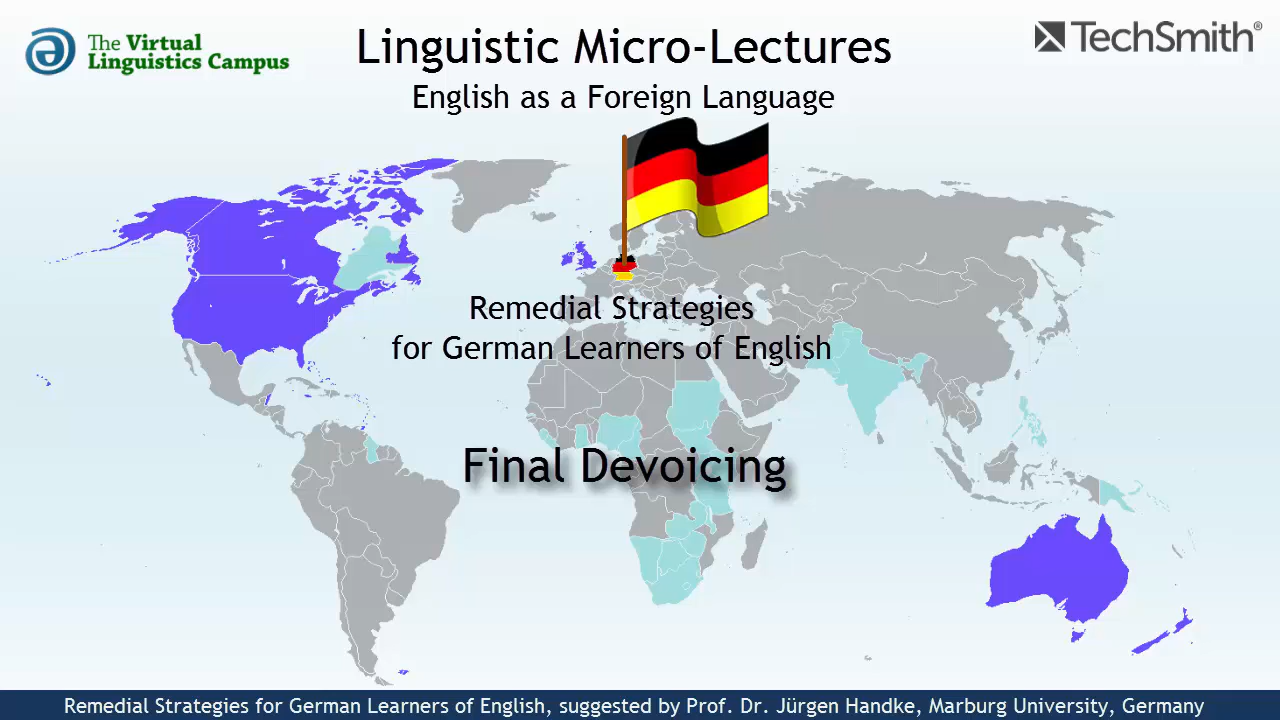 The Virtual
Linguistics Campus
Linguistic Micro-Lectures
TechSmith®
English as a Foreign Language
Remedial Strategies
for German Learners of English
Final Devoicing
Remedial Strategies for German Learners of English, suggested by Prof. Dr. Jürgen Handke, Marburg University, Germany